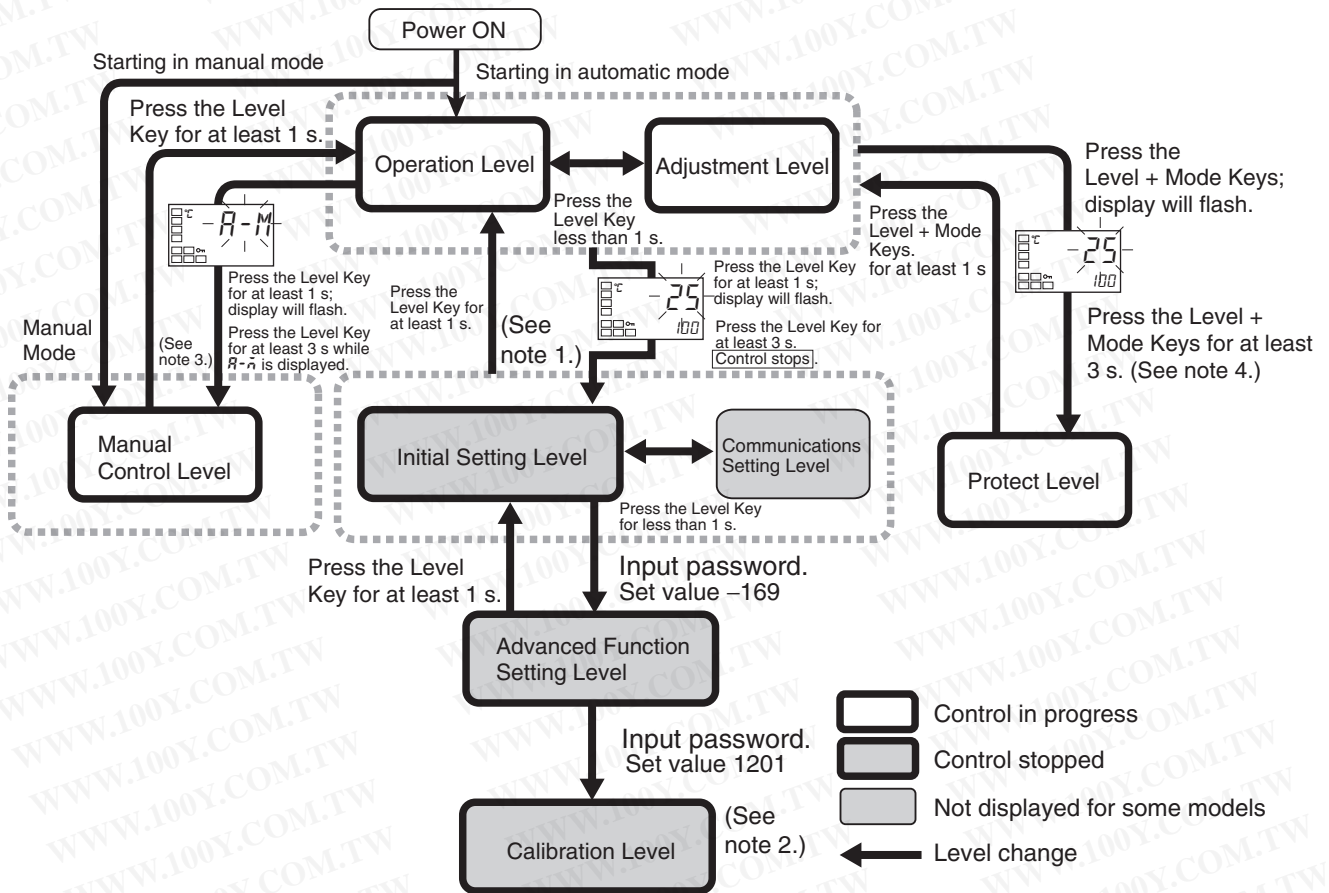 Power ON
Starting in manual mode
Starting in automatic mode
Press the Level
Key for at least 1 s.
Operation Level
Adjustment Level
Press the
Level + Mode Keys;
display will flash.
Press the
Level Key
less than 1 s.
Press the
Level + Mode
Keys.
for at least 1 s
℃
A-M
℃
25
100
℃
25
100
Press the Level Key
for at least 1 s;
display will flash.
Press the Level Key
for at least 3 s while
A-M is displayed.
(See
note 3.)
Manual
Mode
Press the
Level Key for
at least 1 s.
(See
note 1.)
Press the Level Key
for at least 1 s;
display will flash.
Press the Level Key for
at least 3 s.
Control stops.
Press the Level +
Mode Keys for at least
3 s. (See note 4.)
Manual
Control Level
Initial Setting Level
Communications
Setting Level
Protect Level
Press the Level Key
for less than 1 s.
Press the Level
Key for at least 1 s.
Input password.
Set value −169
Advanced Function
Setting Level
Input password.
Set value 1201
Calibration Level
(See
note 2.)
Control in progress
Control stopped
Not displayed for some models
Level change
WWW.100Y.COM.TW